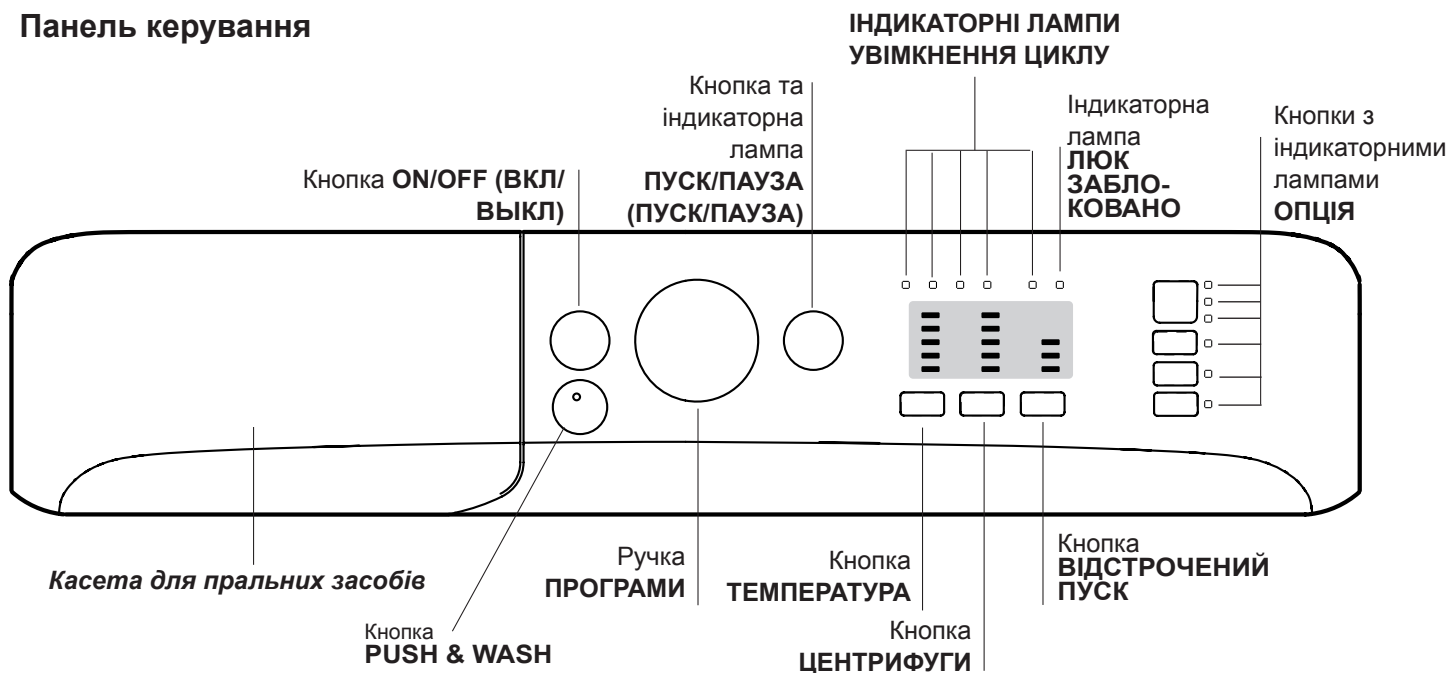 Панель керування
ІНДИКАТОРНІ ЛАМПИ
УВІМКНЕННЯ ЦИКЛУ
Кнопка та
індикаторна
лампа
ПУСК/ПАУЗА
(ПУСК/ПАУЗА)
Індикаторна
лампа
ЛЮК
ЗАБЛО-
КОВАНО
Кнопки з
індикаторними
лампами
ОПЦІЯ
Кнопка ON/OFF (ВКЛ/
ВЫКЛ)
Касета для пральних засобів
Кнопка
PUSH & WASH
Ручка
ПРОГРАМИ
Кнопка
ТЕМПЕРАТУРА
Кнопка
ЦЕНТРИФУГИ
Кнопка
ВІДСТРОЧЕНИЙ
ПУСК